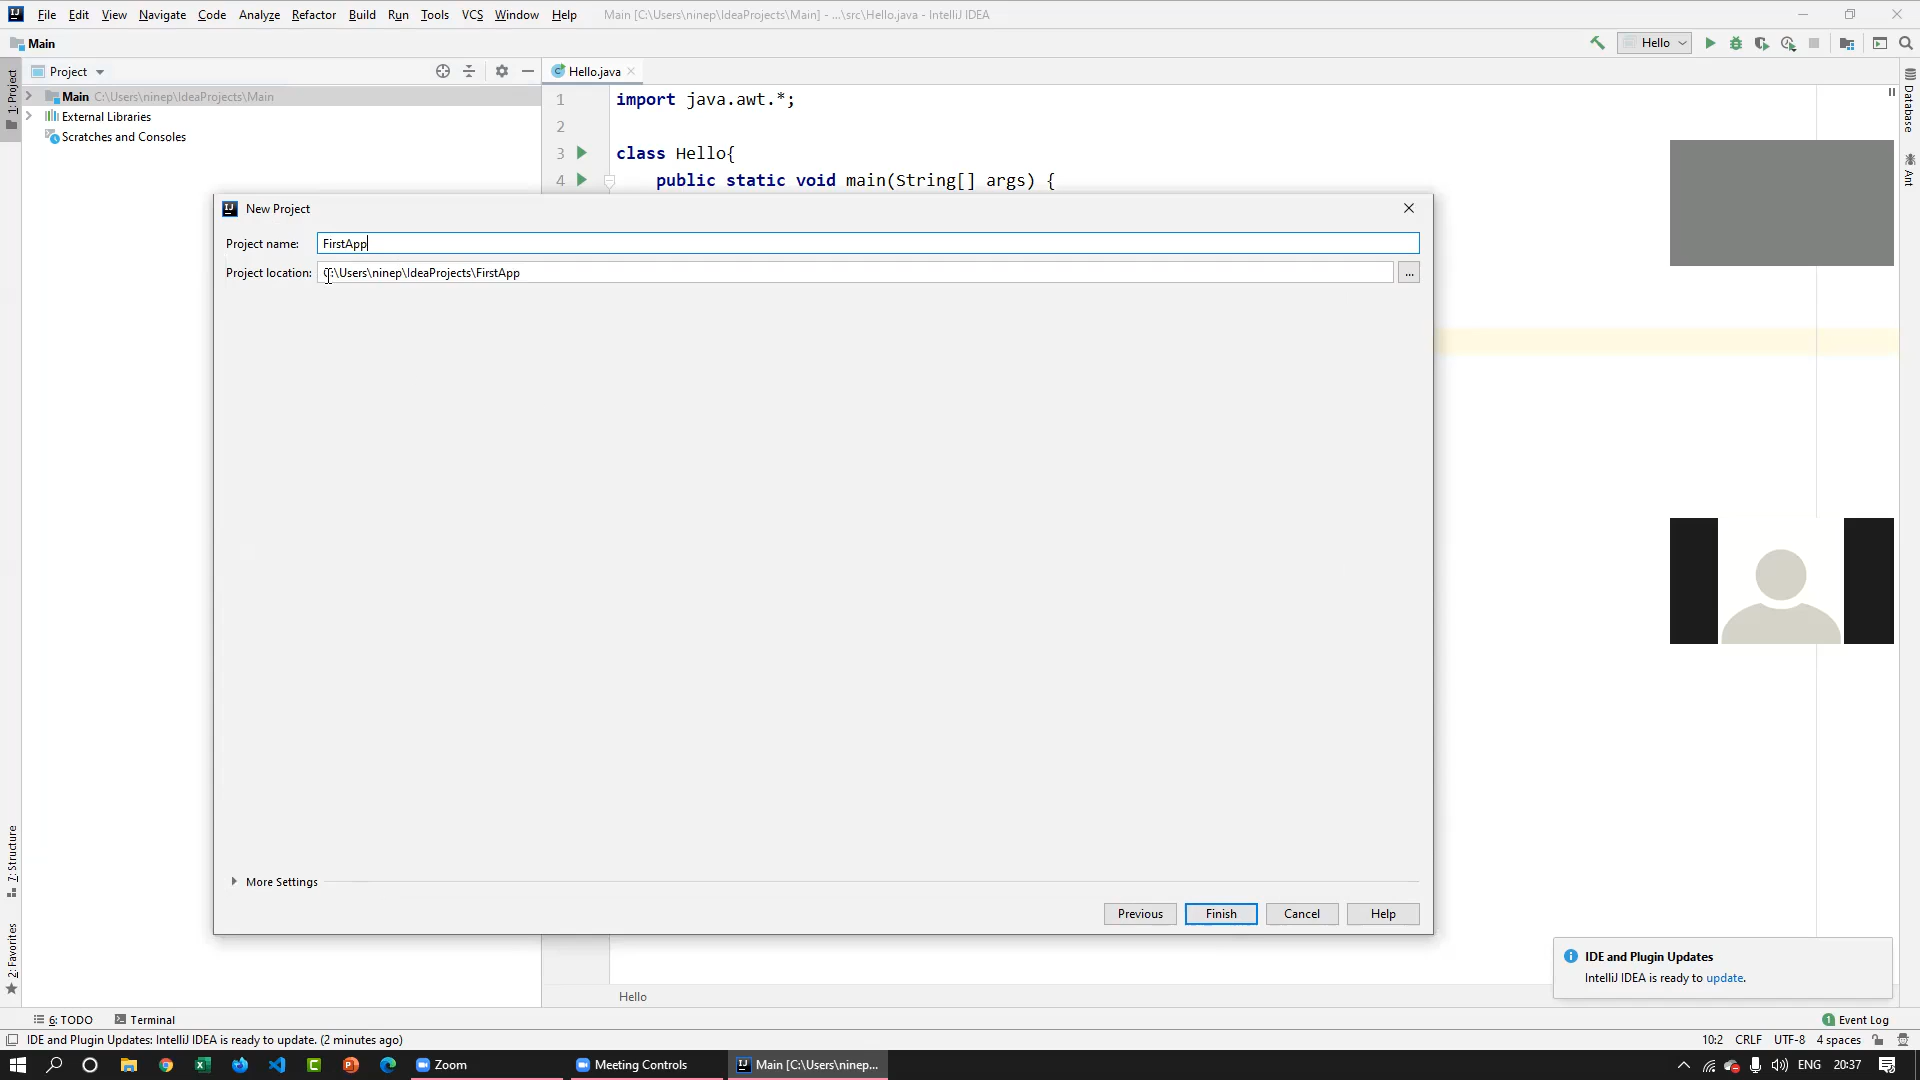 File Edit View Navigate Code Analyze Refactor Build Run Tools VCS Window Help Main [C:\Users\ninep\IdeaProjects\Main] - ...\src\Hello.java - IntelliJ IDEA
Main
Hello
1: Project
Project
Hello.java
Main C:\Users\ninep\IdeaProjects\Main
External Libraries
Scratches and Consoles
1 import java.awt.*;
2
3 class Hello{
4 public static void main(String[] args) {
Database
Ant
New Project
Project name: FirstApp
Project location: C:\Users\ninep\IdeaProjects\FirstApp
...
More Settings
Previous Finish Cancel Help
7: Structure
2: Favorites
IDE and Plugin Updates
IntelliJ IDEA is ready to update.
Hello
6: TODO Terminal
1 Event Log
IDE and Plugin Updates: IntelliJ IDEA is ready to update. (2 minutes ago)
10:2 CRLF UTF-8 4 spaces
Zoom Meeting Controls Main [C:\Users\ninep... ENG 20:37